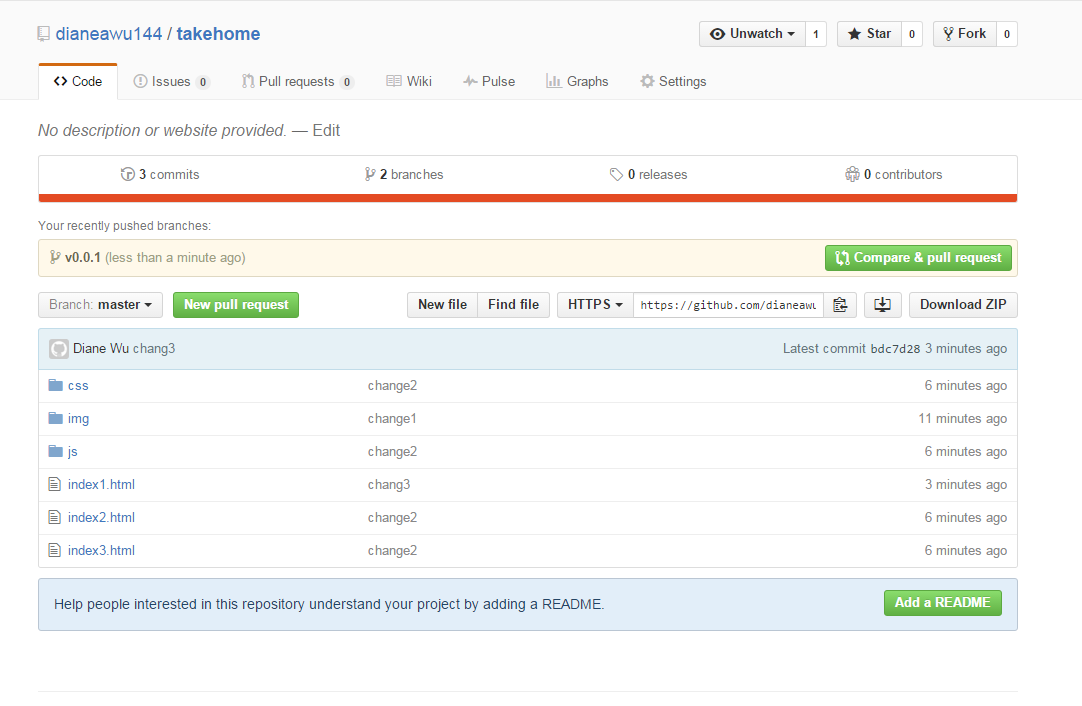 dianeawu144 / takehome
Unwatch 1 Star 0 Fork 0
Code Issues 0 Pull requests 0 Wiki Pulse Graphs Settings
No description or website provided. — Edit
3 commits 2 branches 0 releases 0 contributors
Your recently pushed branches:
v0.0.1 (less than a minute ago) Compare & pull request
Branch: master New pull request New file Find file HTTPS https://github.com/dianeawu Download ZIP
Diane Wu chang3 Latest commit bdc7d28 3 minutes ago
css change2 6 minutes ago
img change1 11 minutes ago
js change2 6 minutes ago
index1.html chang3 3 minutes ago
index2.html change2 6 minutes ago
index3.html change2 6 minutes ago
Help people interested in this repository understand your project by adding a README. Add a README